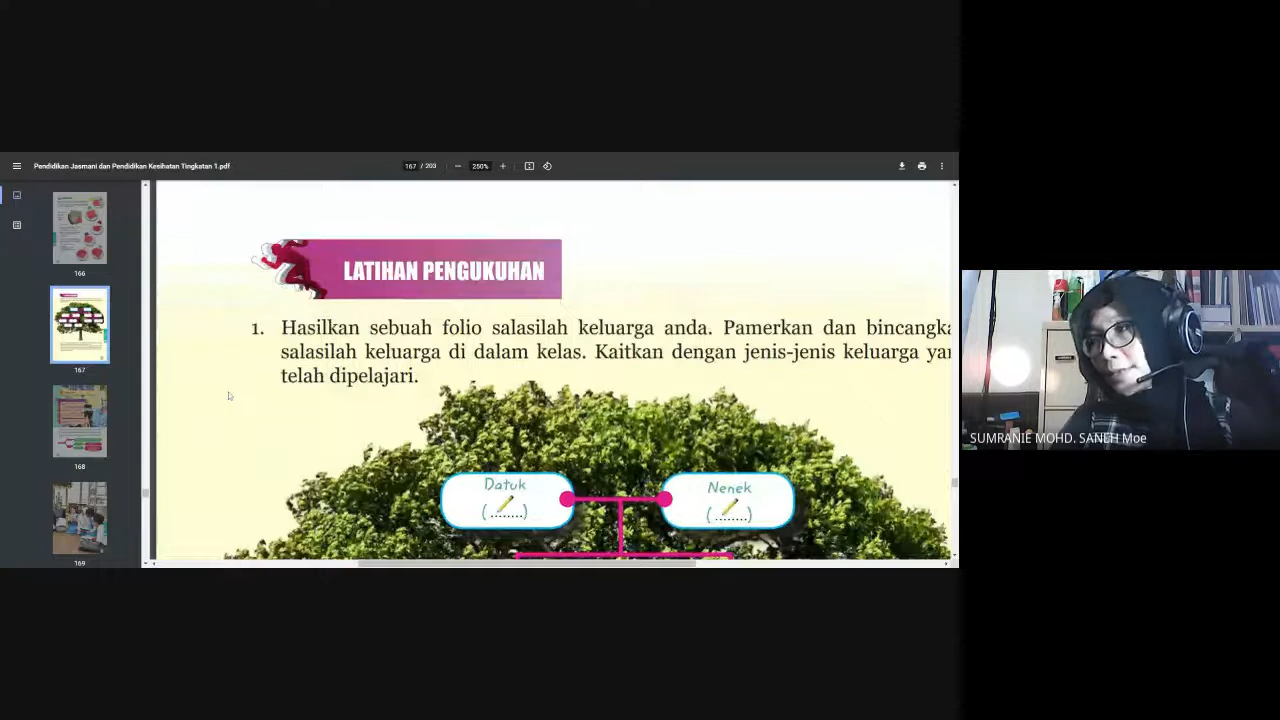 Pendidikan Jasmani dan Pendidikan Kesihatan Tingkatan 1.pdf
167 / 203
250%
166
167
168
169
LATIHAN PENGUKUHAN
1. Hasilkan sebuah folio salasilah keluarga anda. Pamerkan dan bincangka
salasilah keluarga di dalam kelas. Kaitkan dengan jenis-jenis keluarga yan
telah dipelajari.
Datuk
(........)
Nenek
(........)
SUMRANIE MOHD. SANEH Moe